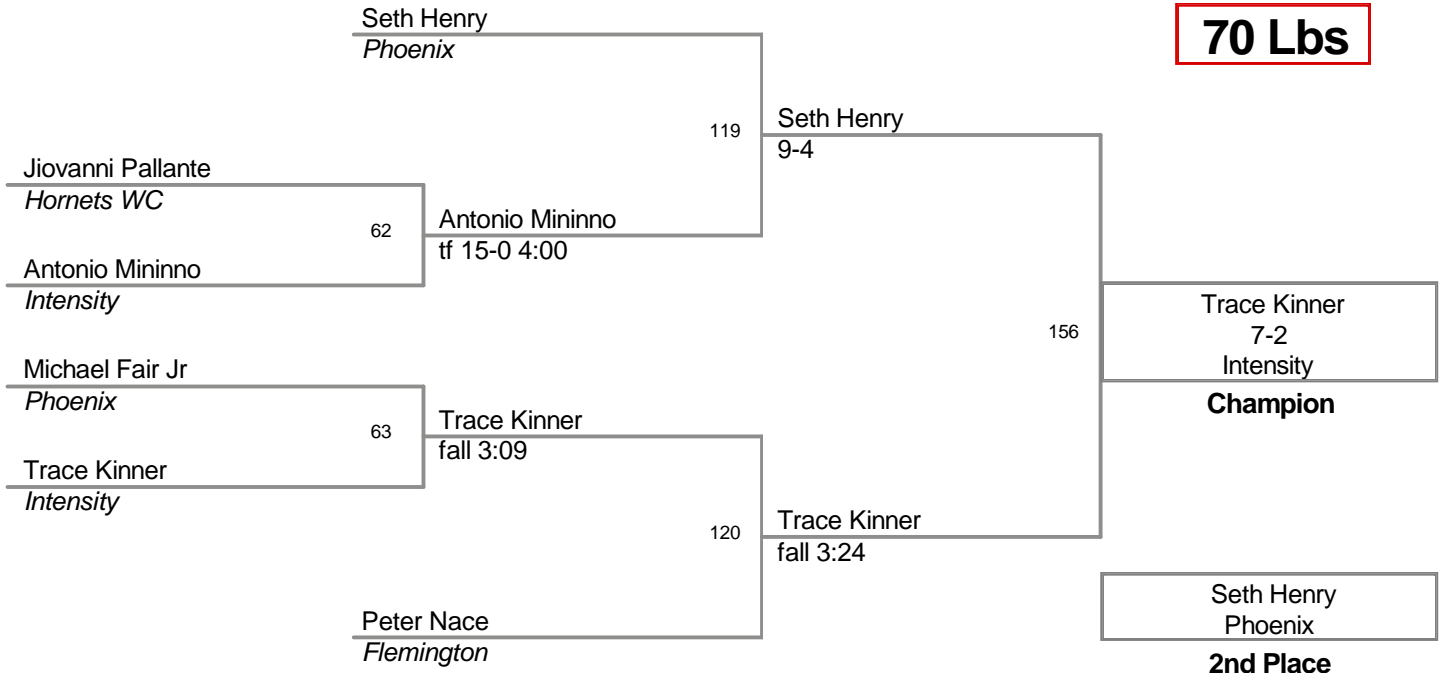 Seth Henry
Phoenix
70 Lbs
119
Seth Henry
9-4
Jiovanni Pallante
Hornets WC
62
Antonio Mininno
tf 15-0 4:00
Antonio Mininno
Intensity
156
Trace Kinner
7-2
Intensity
Champion
Michael Fair Jr
Phoenix
63
Trace Kinner
fall 3:09
Trace Kinner
Intensity
120
Trace Kinner
fall 3:24
Peter Nace
Flemington
Seth Henry
Phoenix
2nd Place